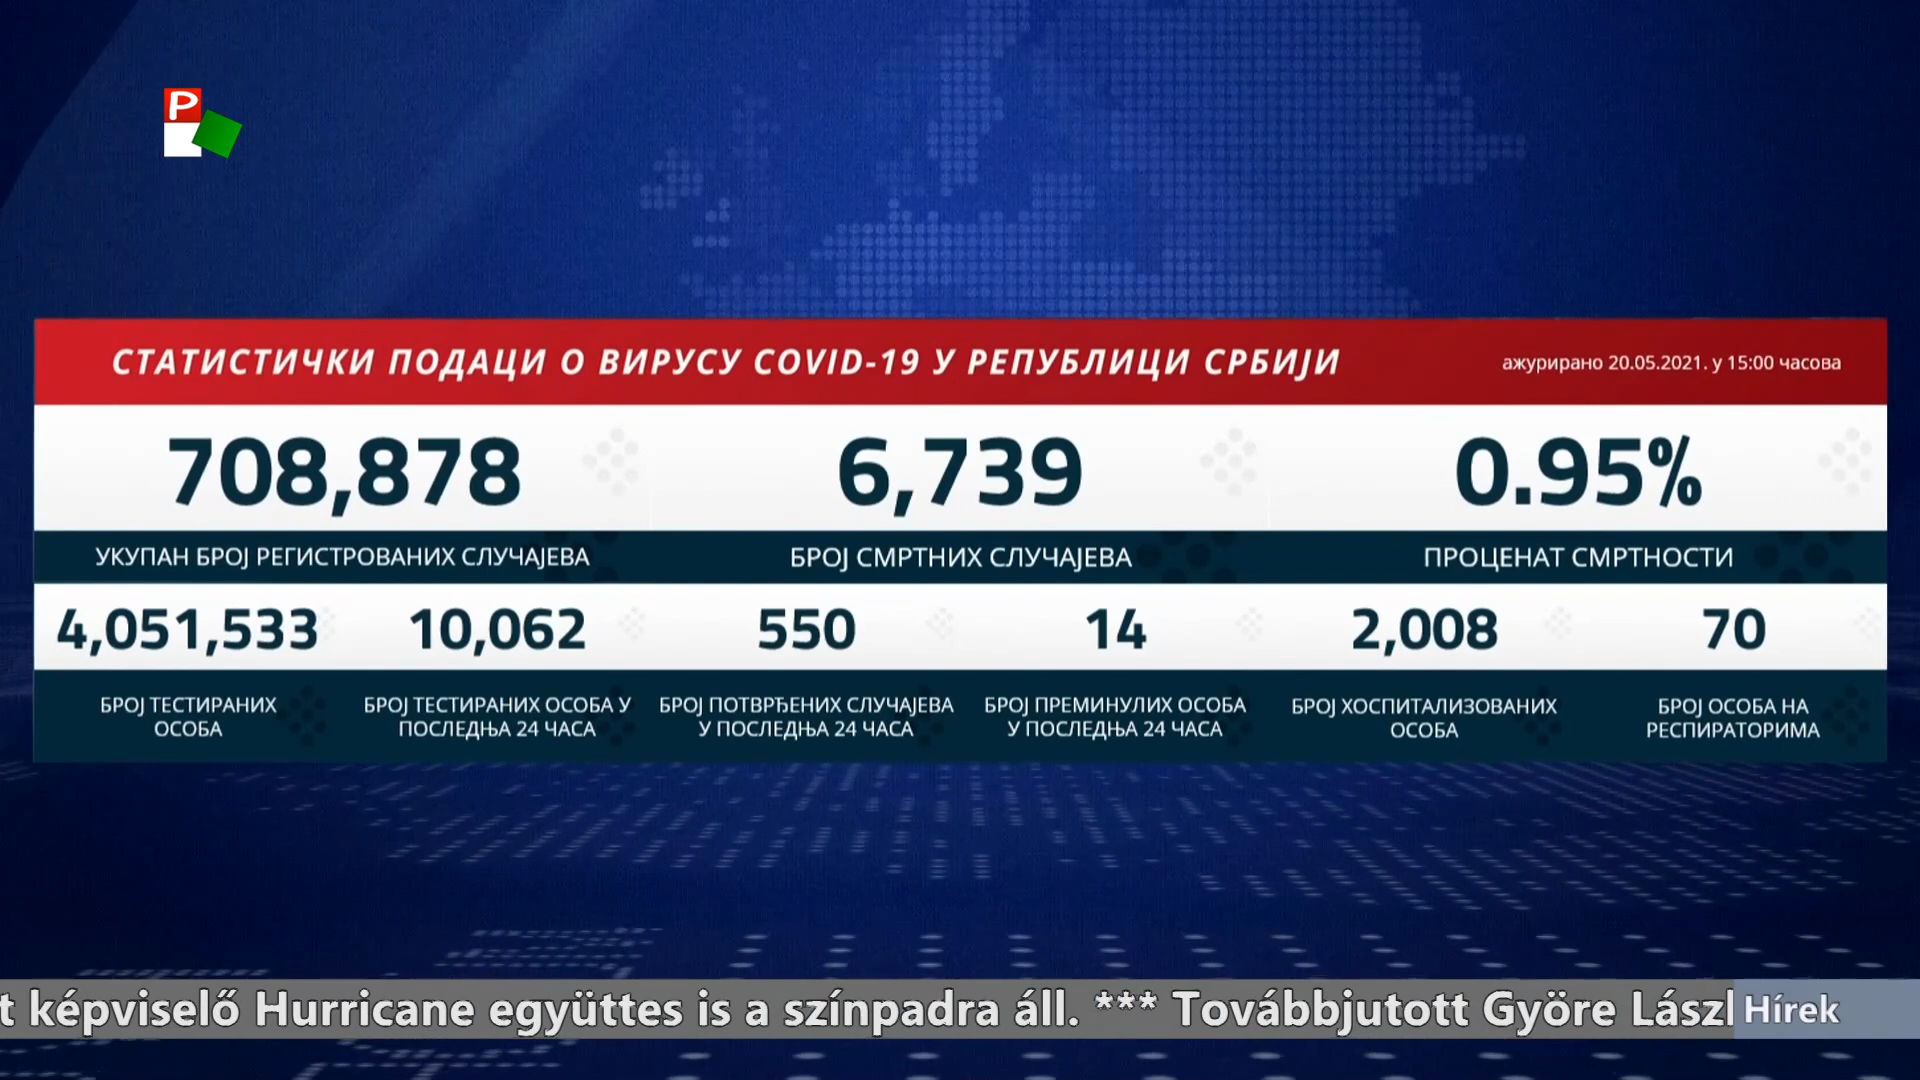 P
СТАТИСТИЧКИ ПОДАЦИ О ВИРУСУ COVID-19 У РЕПУБЛИЦИ СРБИЈИ
ажурирано 20.05.2021. у 15:00 часова
708,878
6,739
0.95%
УКУПАН БРОЈ РЕГИСТРОВАНИХ СЛУЧАЈЕВА
БРОЈ СМРТНИХ СЛУЧАЈЕВА
ПРОЦЕНАТ СМРТНОСТИ
4,051,533
10,062
550
14
2,008
70
БРОЈ ТЕСТИРАНИХ
ОСОБА
БРОЈ ТЕСТИРАНИХ ОСОБА У
ПОСЛЕДЊА 24 ЧАСА
БРОЈ ПОТВРЂЕНИХ СЛУЧАЈЕВА
У ПОСЛЕДЊА 24 ЧАСА
БРОЈ ПРЕМИНУЛИХ ОСОБА
У ПОСЛЕДЊА 24 ЧАСА
БРОЈ ХОСПИТАЛИЗОВАНИХ
ОСОБА
БРОЈ ОСОБА НА
РЕСПИРАТОРИМА
t képviselő Hurricane együttes is a színpadra áll. *** Továbbjutott Györe Lászl
Hírek